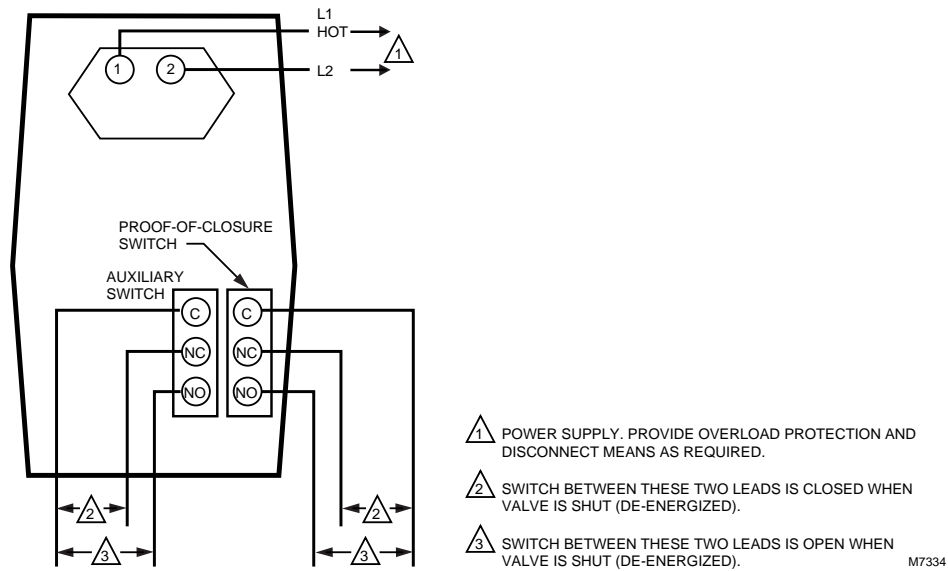 L1
HOT
1
L2
1
2
PROOF-OF-CLOSURE
SWITCH
AUXILIARY
SWITCH
C
C
NC
NC
NO
NO
2
2
3
3
1 POWER SUPPLY. PROVIDE OVERLOAD PROTECTION AND
DISCONNECT MEANS AS REQUIRED.
2 SWITCH BETWEEN THESE TWO LEADS IS CLOSED WHEN
VALVE IS SHUT (DE-ENERGIZED).
3 SWITCH BETWEEN THESE TWO LEADS IS OPEN WHEN
VALVE IS SHUT (DE-ENERGIZED).
M7334